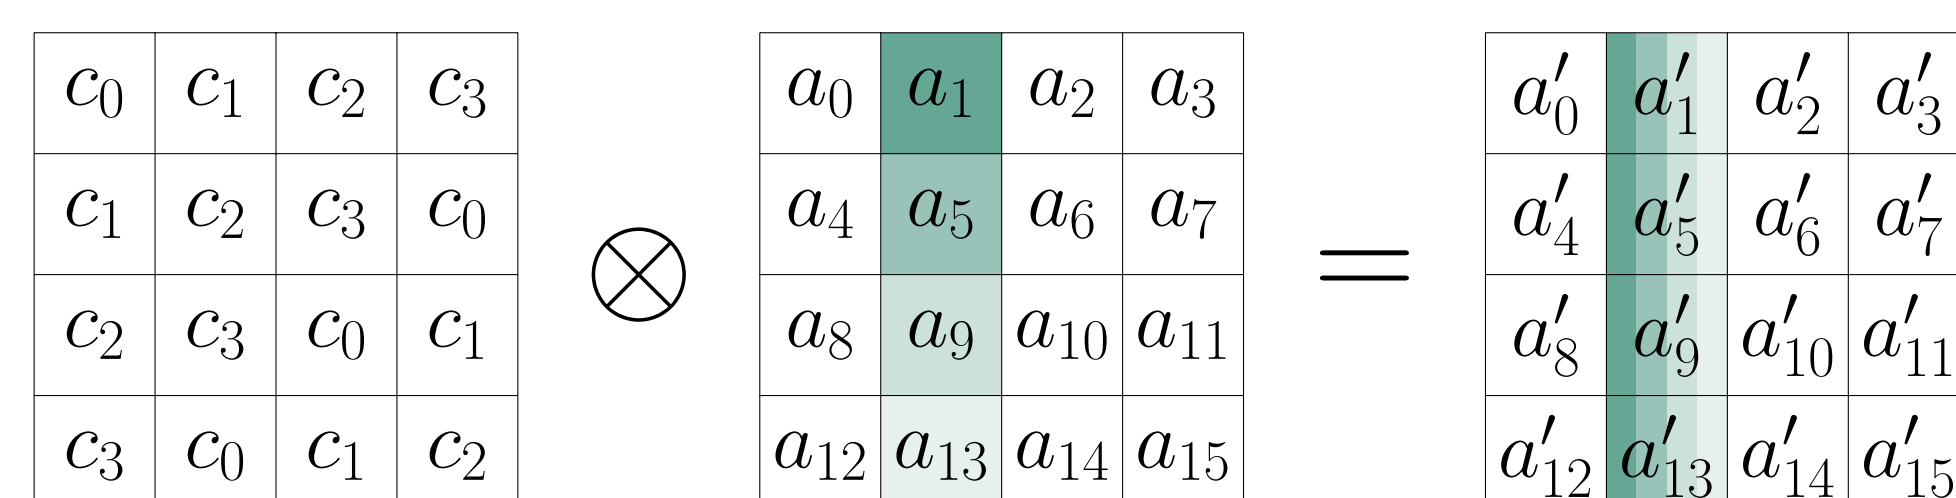 c₀ c₁ c₂ c₃ a₀ a₁ a₂ a₃ a′₀ a′₁ a′₂ a′₃
c₁ c₂ c₃ c₀ a₄ a₅ a₆ a₇ a′₄ a′₅ a′₆ a′₇
⊗ =
c₂ c₃ c₀ c₁ a₈ a₉ a₁₀ a₁₁ a′₈ a′₉ a′₁₀ a′₁₁
c₃ c₀ c₁ c₂ a₁₂ a₁₃ a₁₄ a₁₅ a′₁₂ a′₁₃ a′₁₄ a′₁₅